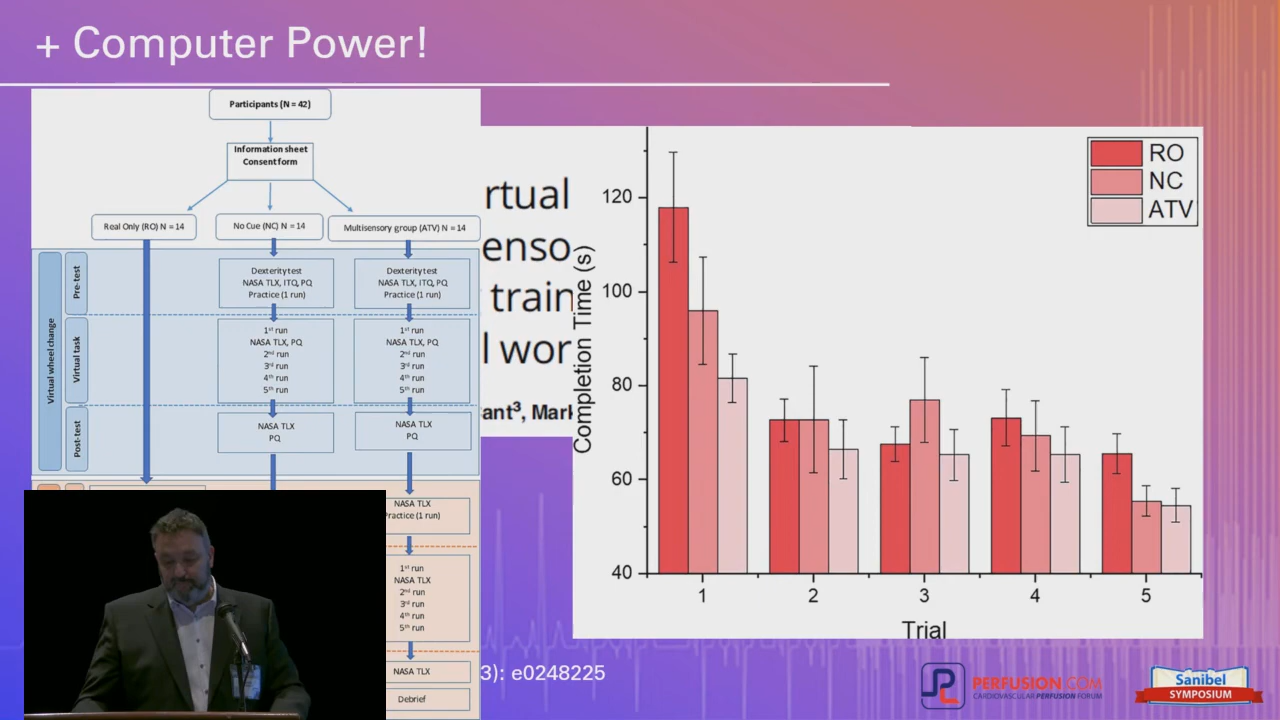 + Computer Power!
Participants (N = 42)
Information sheet
Consent form
Real Only (RO) N = 14
No Cue (NC) N = 14
Multisensory group (ATV) N = 14
Virtual wheel change
Pre-test
Dexterity test
NASA TLX, ITQ, PQ
Practice (1 run)
Dexterity test
NASA TLX, ITQ, PQ
Practice (1 run)
Virtual task
1st run
NASA TLX, PQ
2nd run
3rd run
4th run
5th run
1st run
NASA TLX, PQ
2nd run
3rd run
4th run
5th run
Post-test
NASA TLX
PQ
NASA TLX
PQ
NASA TLX
Practice (1 run)
1st run
NASA TLX
2nd run
3rd run
4th run
5th run
NASA TLX
Debrief
rtual
enso
train
l wor
ant³, Mark
Completion Time (s)
120
100
80
60
40
1 2 3 4 5
Trial
RO
NC
ATV
3): e0248225
PERFUSION.COM
CARDIOVASCULAR PERFUSION FORUM
Sanibel
SYMPOSIUM